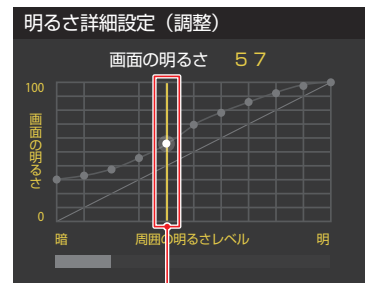 明るさ詳細設定（調整）
画面の明るさ　５７
100
画面の明るさ
0
暗　周囲の明るさレベル　明